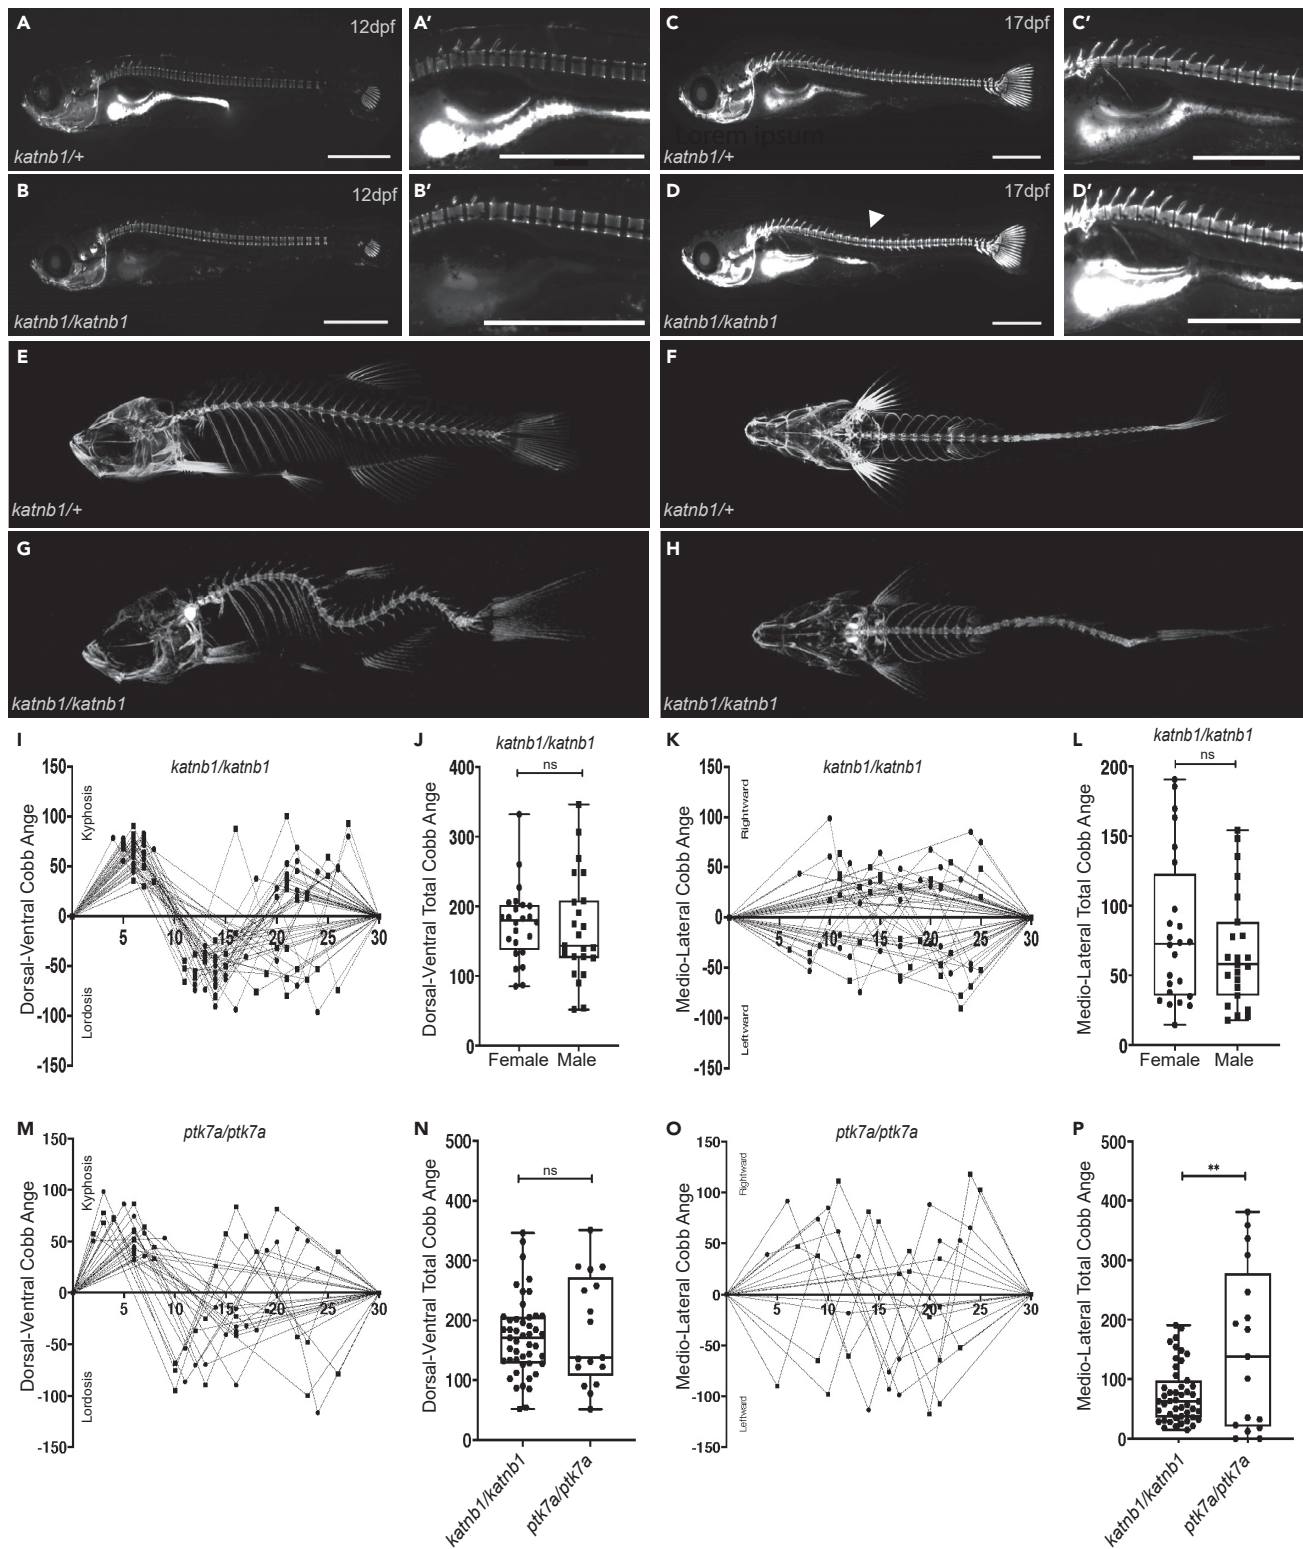 A
12dpf
katnb1/+
A′
C
17dpf
Lorem ipsum
katnb1/+
C′
B
12dpf
katnb1/katnb1
B′
D
17dpf
katnb1/katnb1
D′
E
katnb1/+
F
katnb1/+
G
katnb1/katnb1
H
katnb1/katnb1
I
katnb1/katnb1
Dorsal-Ventral Cobb Ange
Kyphosis
Lordosis
150
100
50
0
-50
-100
-150
5
10
15
20
25
30
J
katnb1/katnb1
ns
Dorsal-Ventral Total Cobb Ange
400
300
200
100
0
Female
Male
K
katnb1/katnb1
Medio-Lateral Cobb Ange
Rightward
Leftward
150
100
50
0
-50
-100
-150
5
10
15
20
25
30
L
katnb1/katnb1
ns
Medio-Lateral Total Cobb Ange
200
150
100
50
0
Female
Male
M
ptk7a/ptk7a
Dorsal-Ventral Cobb Ange
Kyphosis
Lordosis
150
100
50
0
-50
-100
-150
5
10
15
20
25
30
N
ns
Dorsal-Ventral Total Cobb Ange
500
400
300
200
100
0
katnb1/katnb1
ptk7a/ptk7a
O
ptk7a/ptk7a
Medio-Lateral Cobb Ange
Rightward
Leftward
150
100
50
0
-50
-100
-150
5
10
15
20
25
30
P
**
Medio-Lateral Total Cobb Ange
500
400
300
200
100
0
katnb1/katnb1
ptk7a/ptk7a